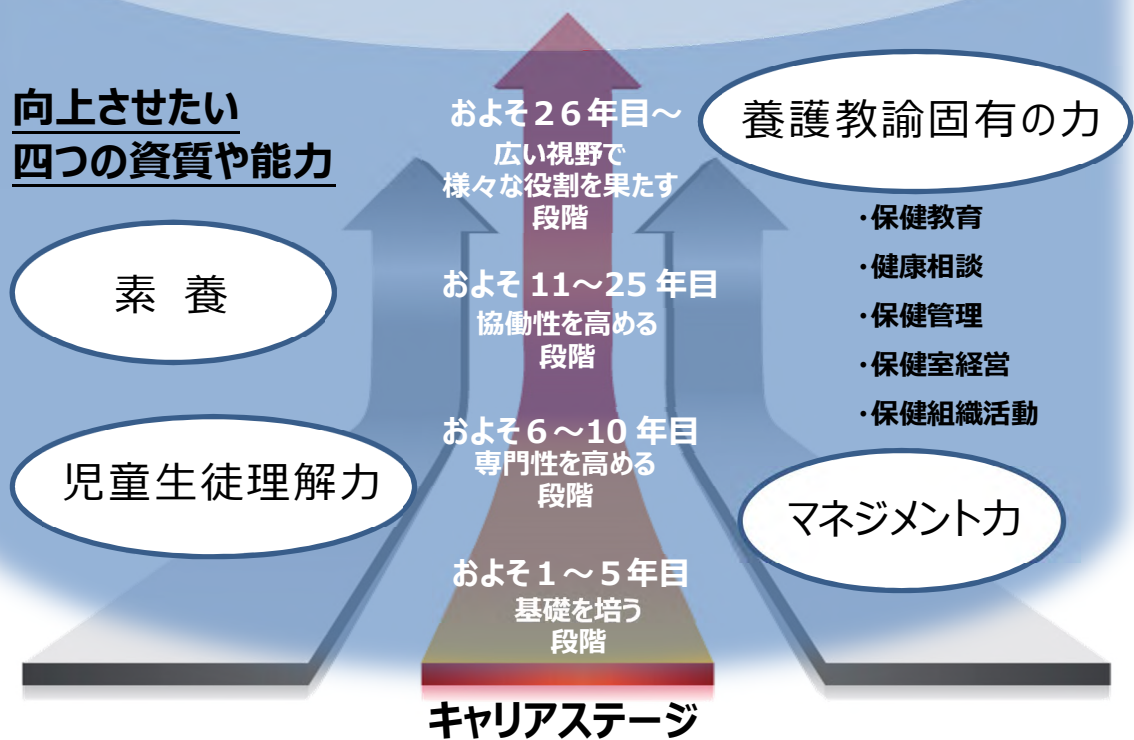 向上させたい
四つの資質や能力
素 養
児童生徒理解力
およそ26年目～
広い視野で
様々な役割を果たす
段階
およそ 11～25 年目
協働性を高める
段階
およそ6～10 年目
専門性を高める
段階
およそ1～5年目
基礎を培う
段階
キャリアステージ
養護教諭固有の力
・保健教育
・健康相談
・保健管理
・保健室経営
・保健組織活動
マネジメント力